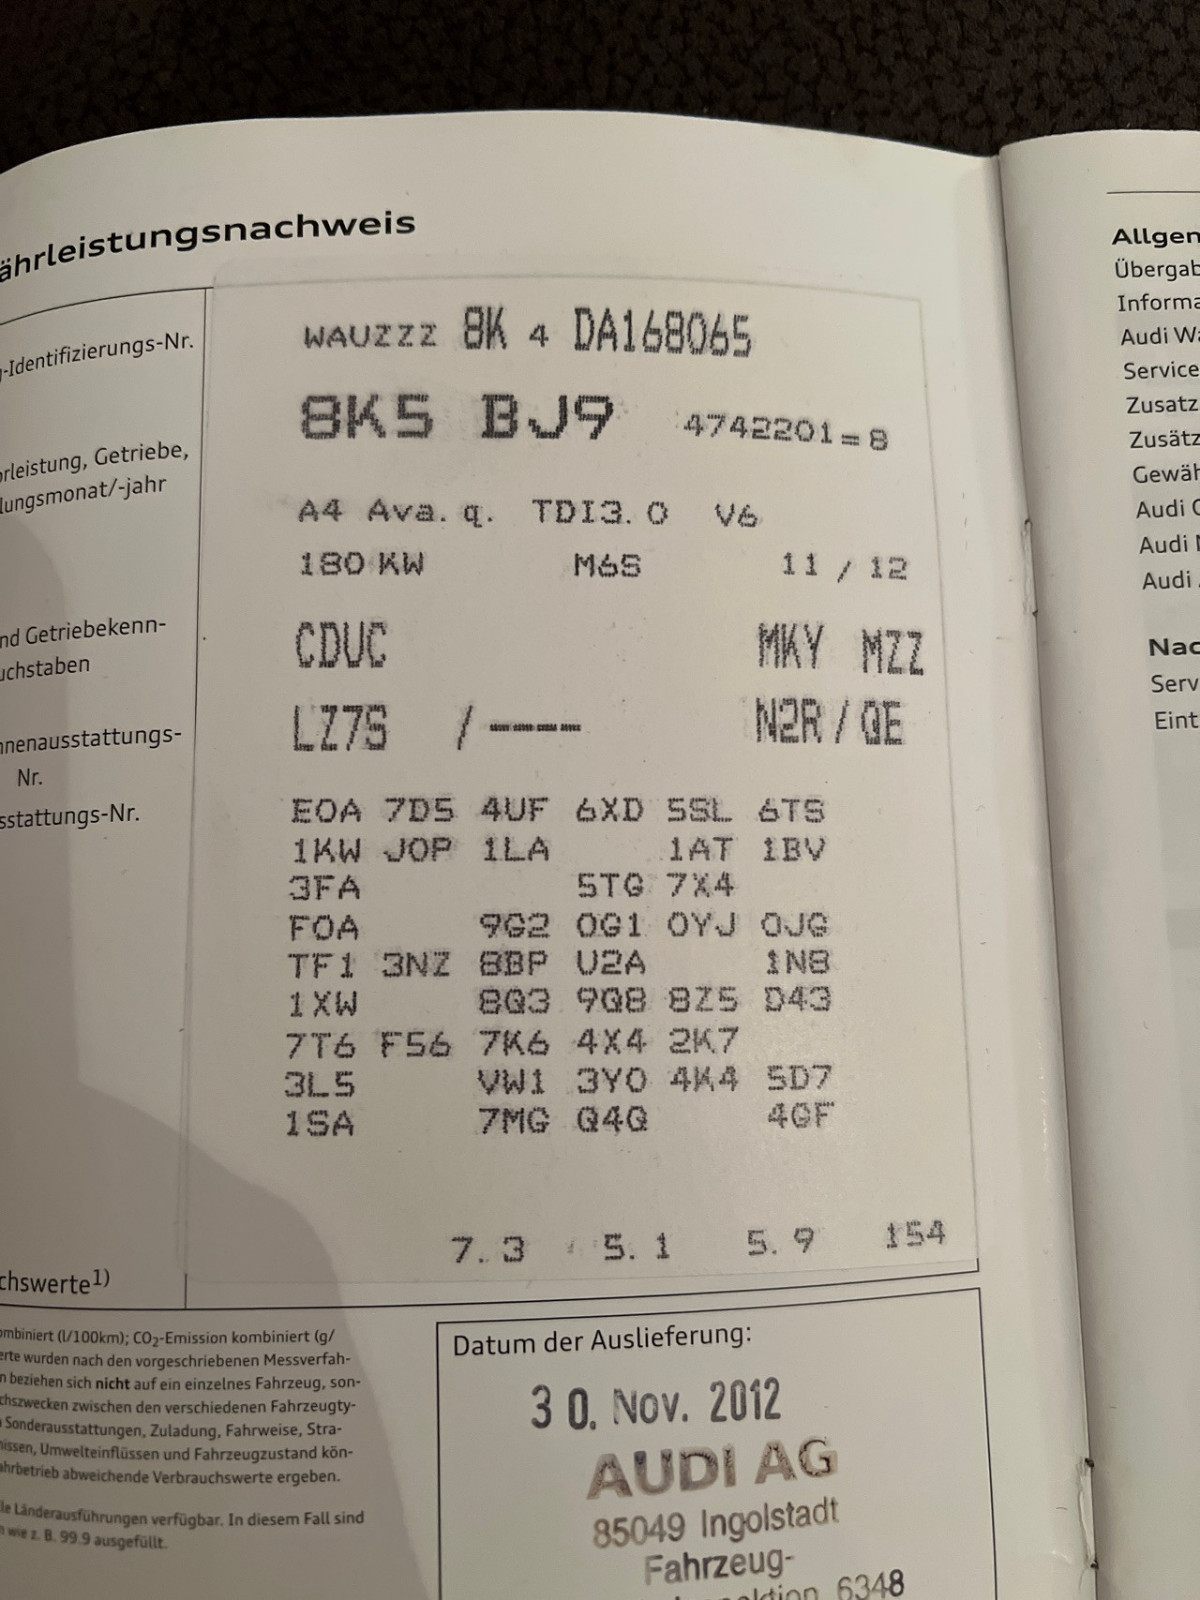 ährleistungsnachweis
-Identifizierungs-Nr.
WAUZZZ 8K 4 DA168065
8K5 BJ9 4742201=8
orleistung, Getriebe,
lungsmonat/-jahr
A4 Ava. q. TDI3.0 V6
180 KW M6S 11 / 12
nd Getriebekenn-
uchstaben
CDUC MKY MZZ
nnenausstattungs-
Nr.
LZ7S /---- N2R/QE
sstattungs-Nr.
EOA 7D5 4UF 6XD 5SL 6TS
1KW JOP 1LA 1AT 1BV
3FA 5TG 7X4
FOA 9G2 0G1 0YJ 0JG
TF1 3NZ 8BP U2A 1N8
1XW 8Q3 9Q8 8Z5 D43
7T6 F56 7K6 4X4 2K7
3L5 VW1 3Y0 4K4 5D7
1SA 7MG Q4Q 4GF
chswerte1)
7.3 5.1 5.9 154
ombiniert (l/100km); CO2-Emission kombiniert (g/
erte wurden nach den vorgeschriebenen Messverfah-
n beziehen sich nicht auf ein einzelnes Fahrzeug, son-
chszwecken zwischen den verschiedenen Fahrzeugty-
Sonderausstattungen, Zuladung, Fahrweise, Stra-
nissen, Umwelteinflüssen und Fahrzeugzustand kön-
ahrbetrieb abweichende Verbrauchswerte ergeben.
le Länderausführungen verfügbar. In diesem Fall sind
n wie z. B. 99.9 ausgefüllt.
Datum der Auslieferung:
30. Nov. 2012
AUDI AG
85049 Ingolstadt
Fahrzeug-
ektion 6348
Allgen
Übergab
Informa
Audi Wa
Service
Zusatz
Zusätz
Gewäh
Audi
Audi
Audi
Nac
Serv
Eint